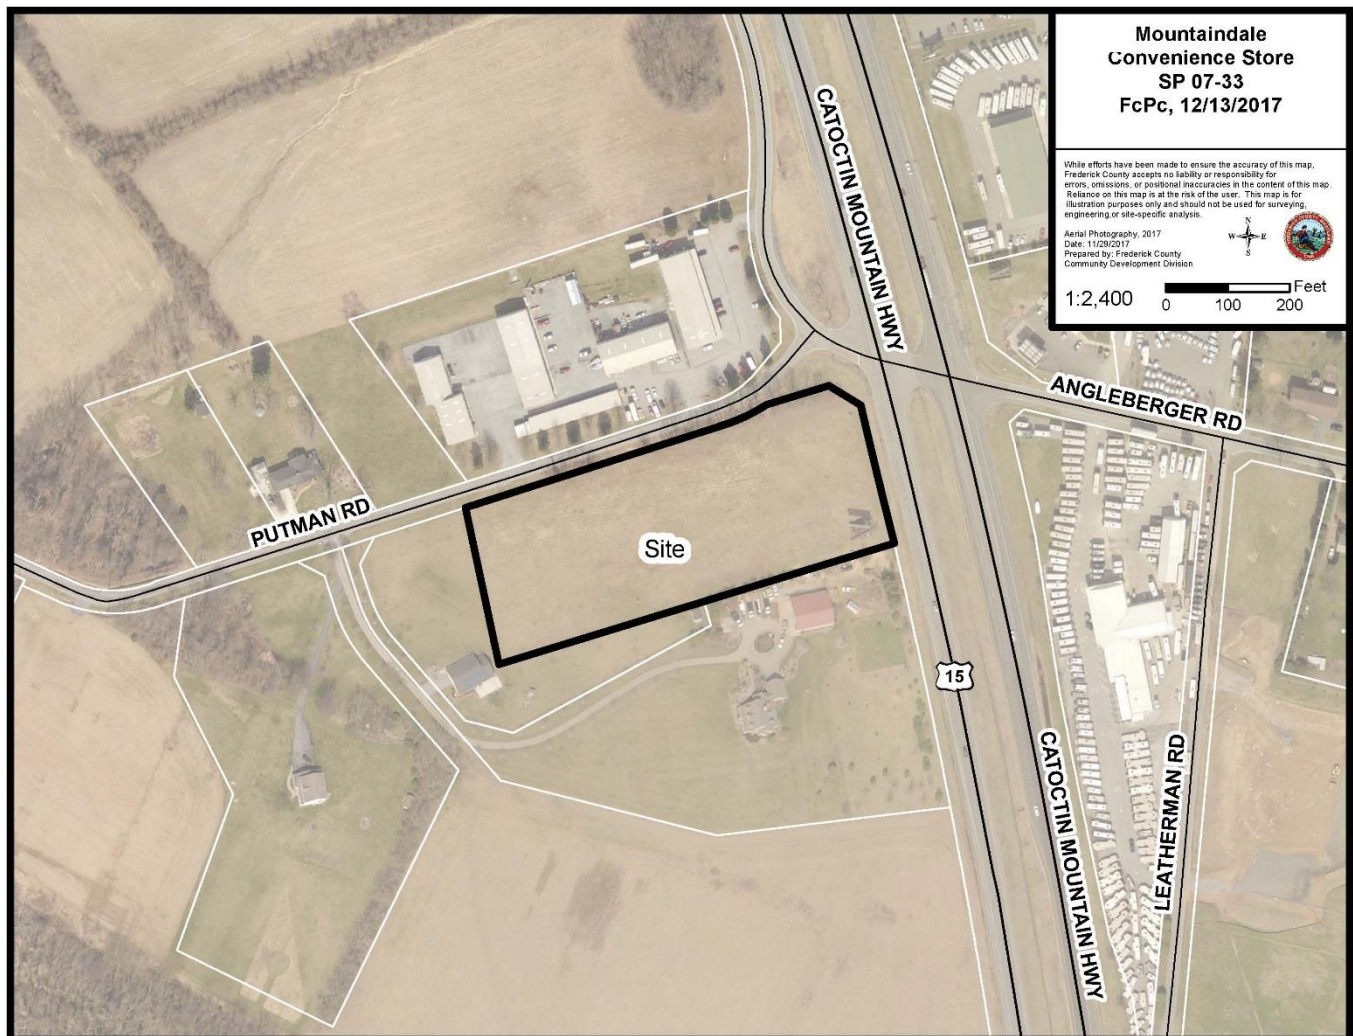 Mountaindale
Convenience Store
SP 07-33
FcPc, 12/13/2017
While efforts have been made to ensure the accuracy of this map,
Frederick County accepts no liability or responsibility for
errors, omissions, or positional inaccuracies in the content of this map.
Reliance on this map is at the risk of the user. This map is for
illustration purposes only and should not be used for surveying,
engineering,or site-specific analysis.
Aerial Photography, 2017
Date: 11/29/2017
Prepared by: Frederick County
Community Development Division
N
W E
S
1:2,400
Feet
0 100 200
CATOCTIN MOUNTAIN HWY
ANGLEBERGER RD
PUTMAN RD
Site
15
CATOCTIN MOUNTAIN HWY
LEATHERMAN RD